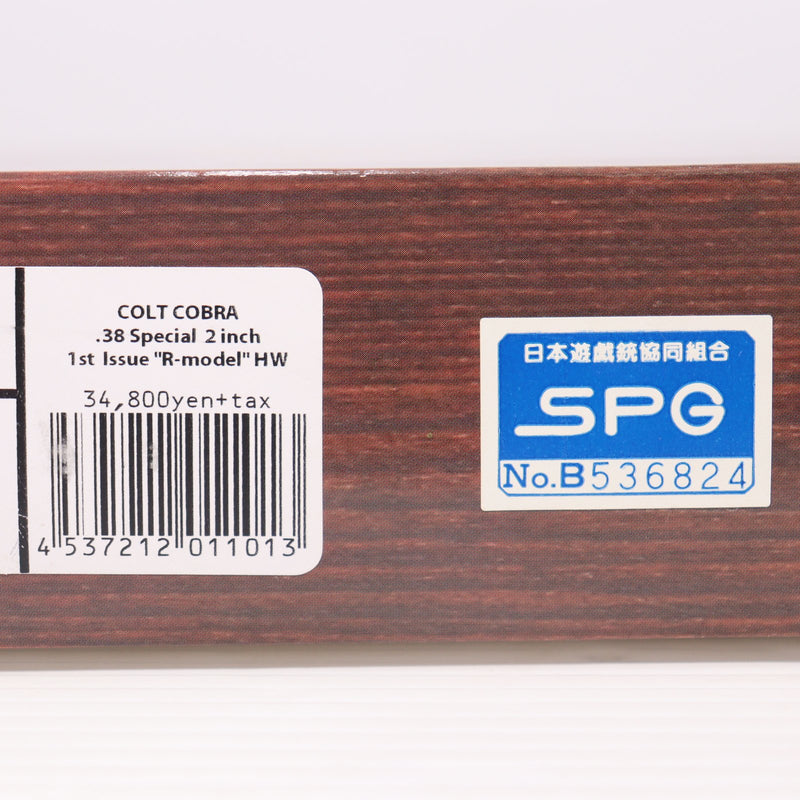 COLT COBRA
.38 Special 2 inch
1st Issue "R-model" HW
34,800yen+tax
4 537212 011013
日本遊戯銃協同組合
SPG
No.B536824